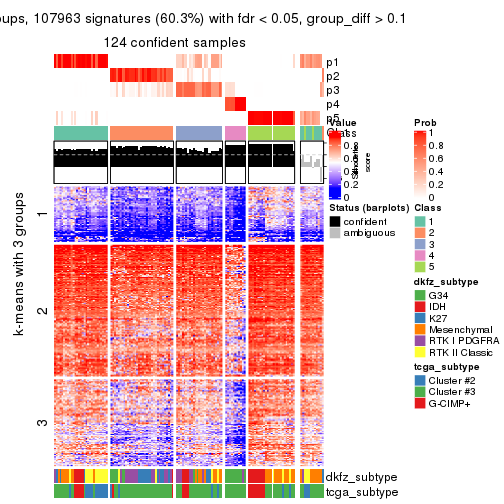 oups, 107963 signatures (60.3%) with fdr < 0.05, group_diff > 0.1
124 confident samples
p1
p2
p3
p4
p5
Class
Silhouette
score
1
2
3
k-means with 3 groups
dkfz_subtype
tcga_subtype
Value
1
0.8
0.6
0.4
0.2
0
Status (barplots)
confident
ambiguous
Prob
1
0.8
0.6
0.4
0.2
0
Class
1
2
3
4
5
dkfz_subtype
G34
IDH
K27
Mesenchymal
RTK I PDGFRA
RTK II Classic
tcga_subtype
Cluster #2
Cluster #3
G-CIMP+